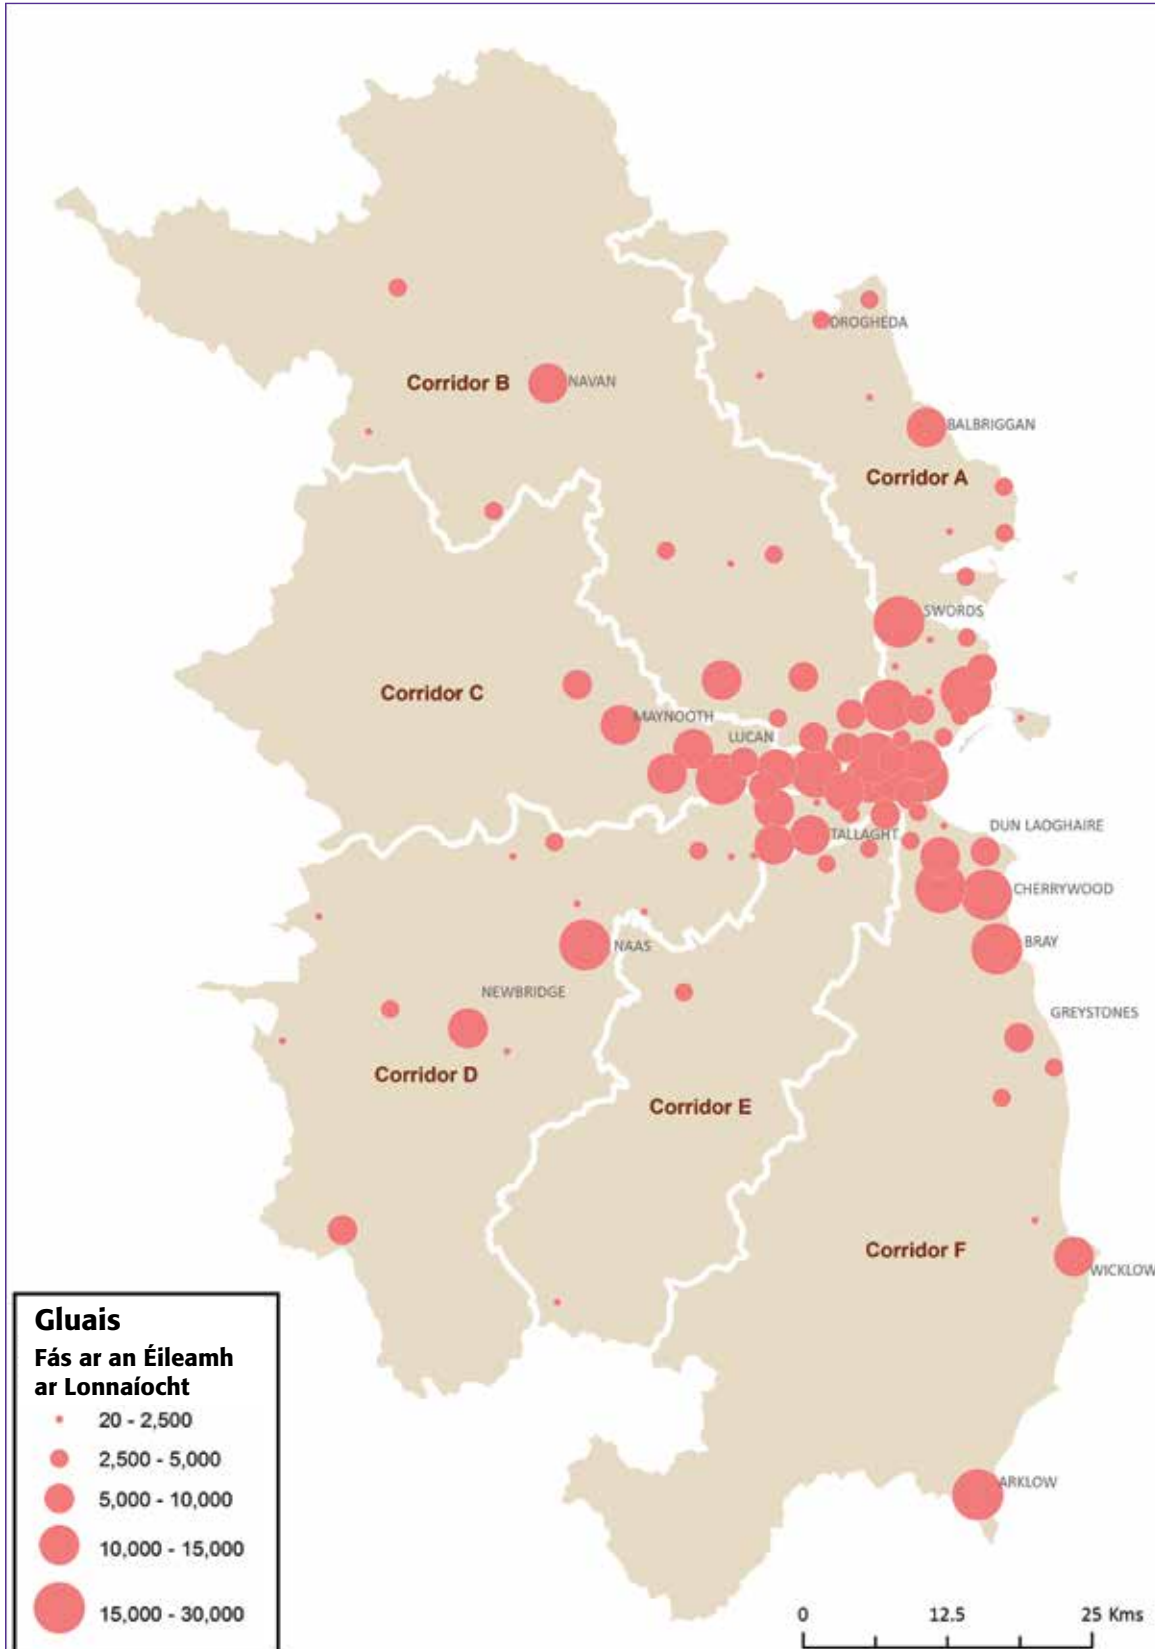 DROGHEDA
Corridor B
NAVAN
BALBRIGGAN
Corridor A
SWORDS
Corridor C
MAYNOOTH
LUCAN
DUN LAOGHAIRE
TALLAGHT
CHERRYWOOD
NAAS
BRAY
NEWBRIDGE
GREYSTONES
Corridor D
Corridor E
Corridor F
WICKLOW
Gluais
Fás ar an Éileamh
ar Lonnaíocht
20 - 2,500
2,500 - 5,000
5,000 - 10,000
10,000 - 15,000
15,000 - 30,000
ARKLOW
0 12.5 25 Kms